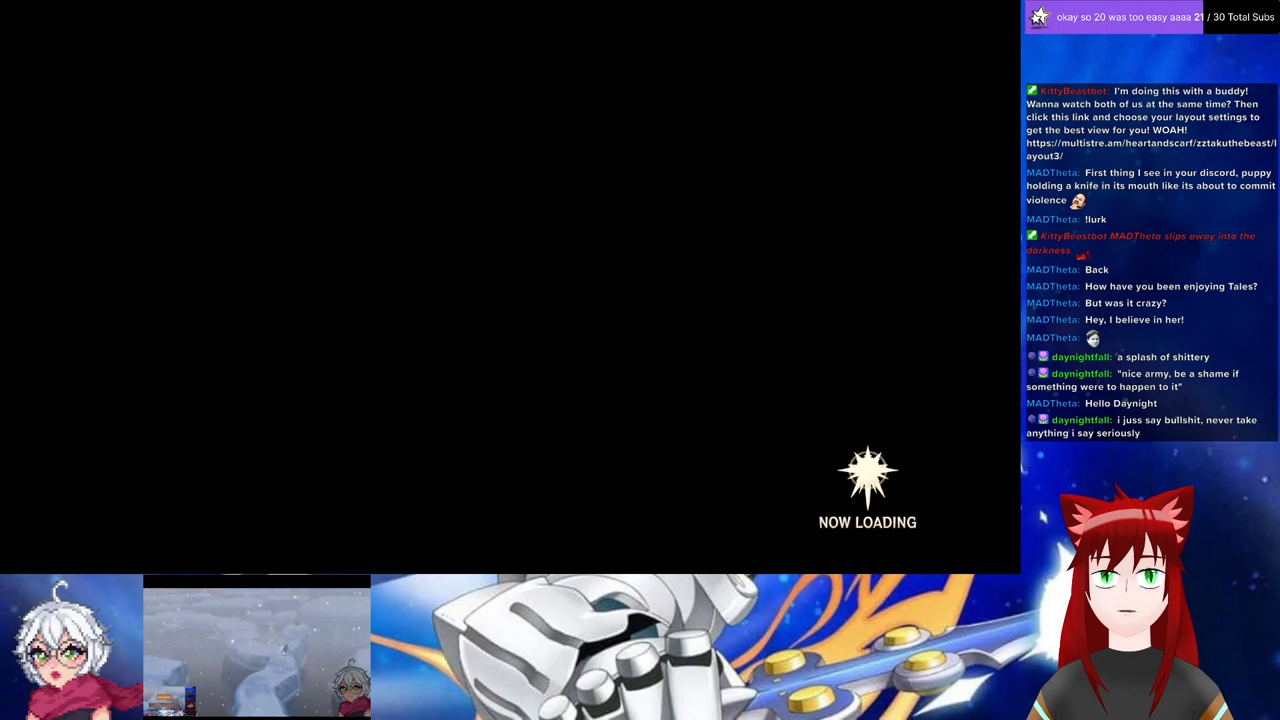 okay so 20 was too easy aaaa 21 / 30 Total Subs
KittyBeastbot: I'm doing this with a buddy!
Wanna watch both of us at the same time? Then
click this link and choose your layout settings to
get the best view for you! WOAH!
https://multistre.am/heartandscarf/zztakuthebeast/l
ayout3/
MADTheta: First thing I see in your discord, puppy
holding a knife in its mouth like its about to commit
violence
MADTheta: !lurk
KittyBeastbot MADTheta slips away into the
darkness
MADTheta: Back
MADTheta: How have you been enjoying Tales?
MADTheta: But was it crazy?
MADTheta: Hey, I believe in her!
MADTheta:
daynightfall: a splash of shittery
daynightfall: "nice army, be a shame if
something were to happen to it"
MADTheta: Hello Daynight
daynightfall: i juss say bullshit, never take
anything i say seriously
NOW LOADING